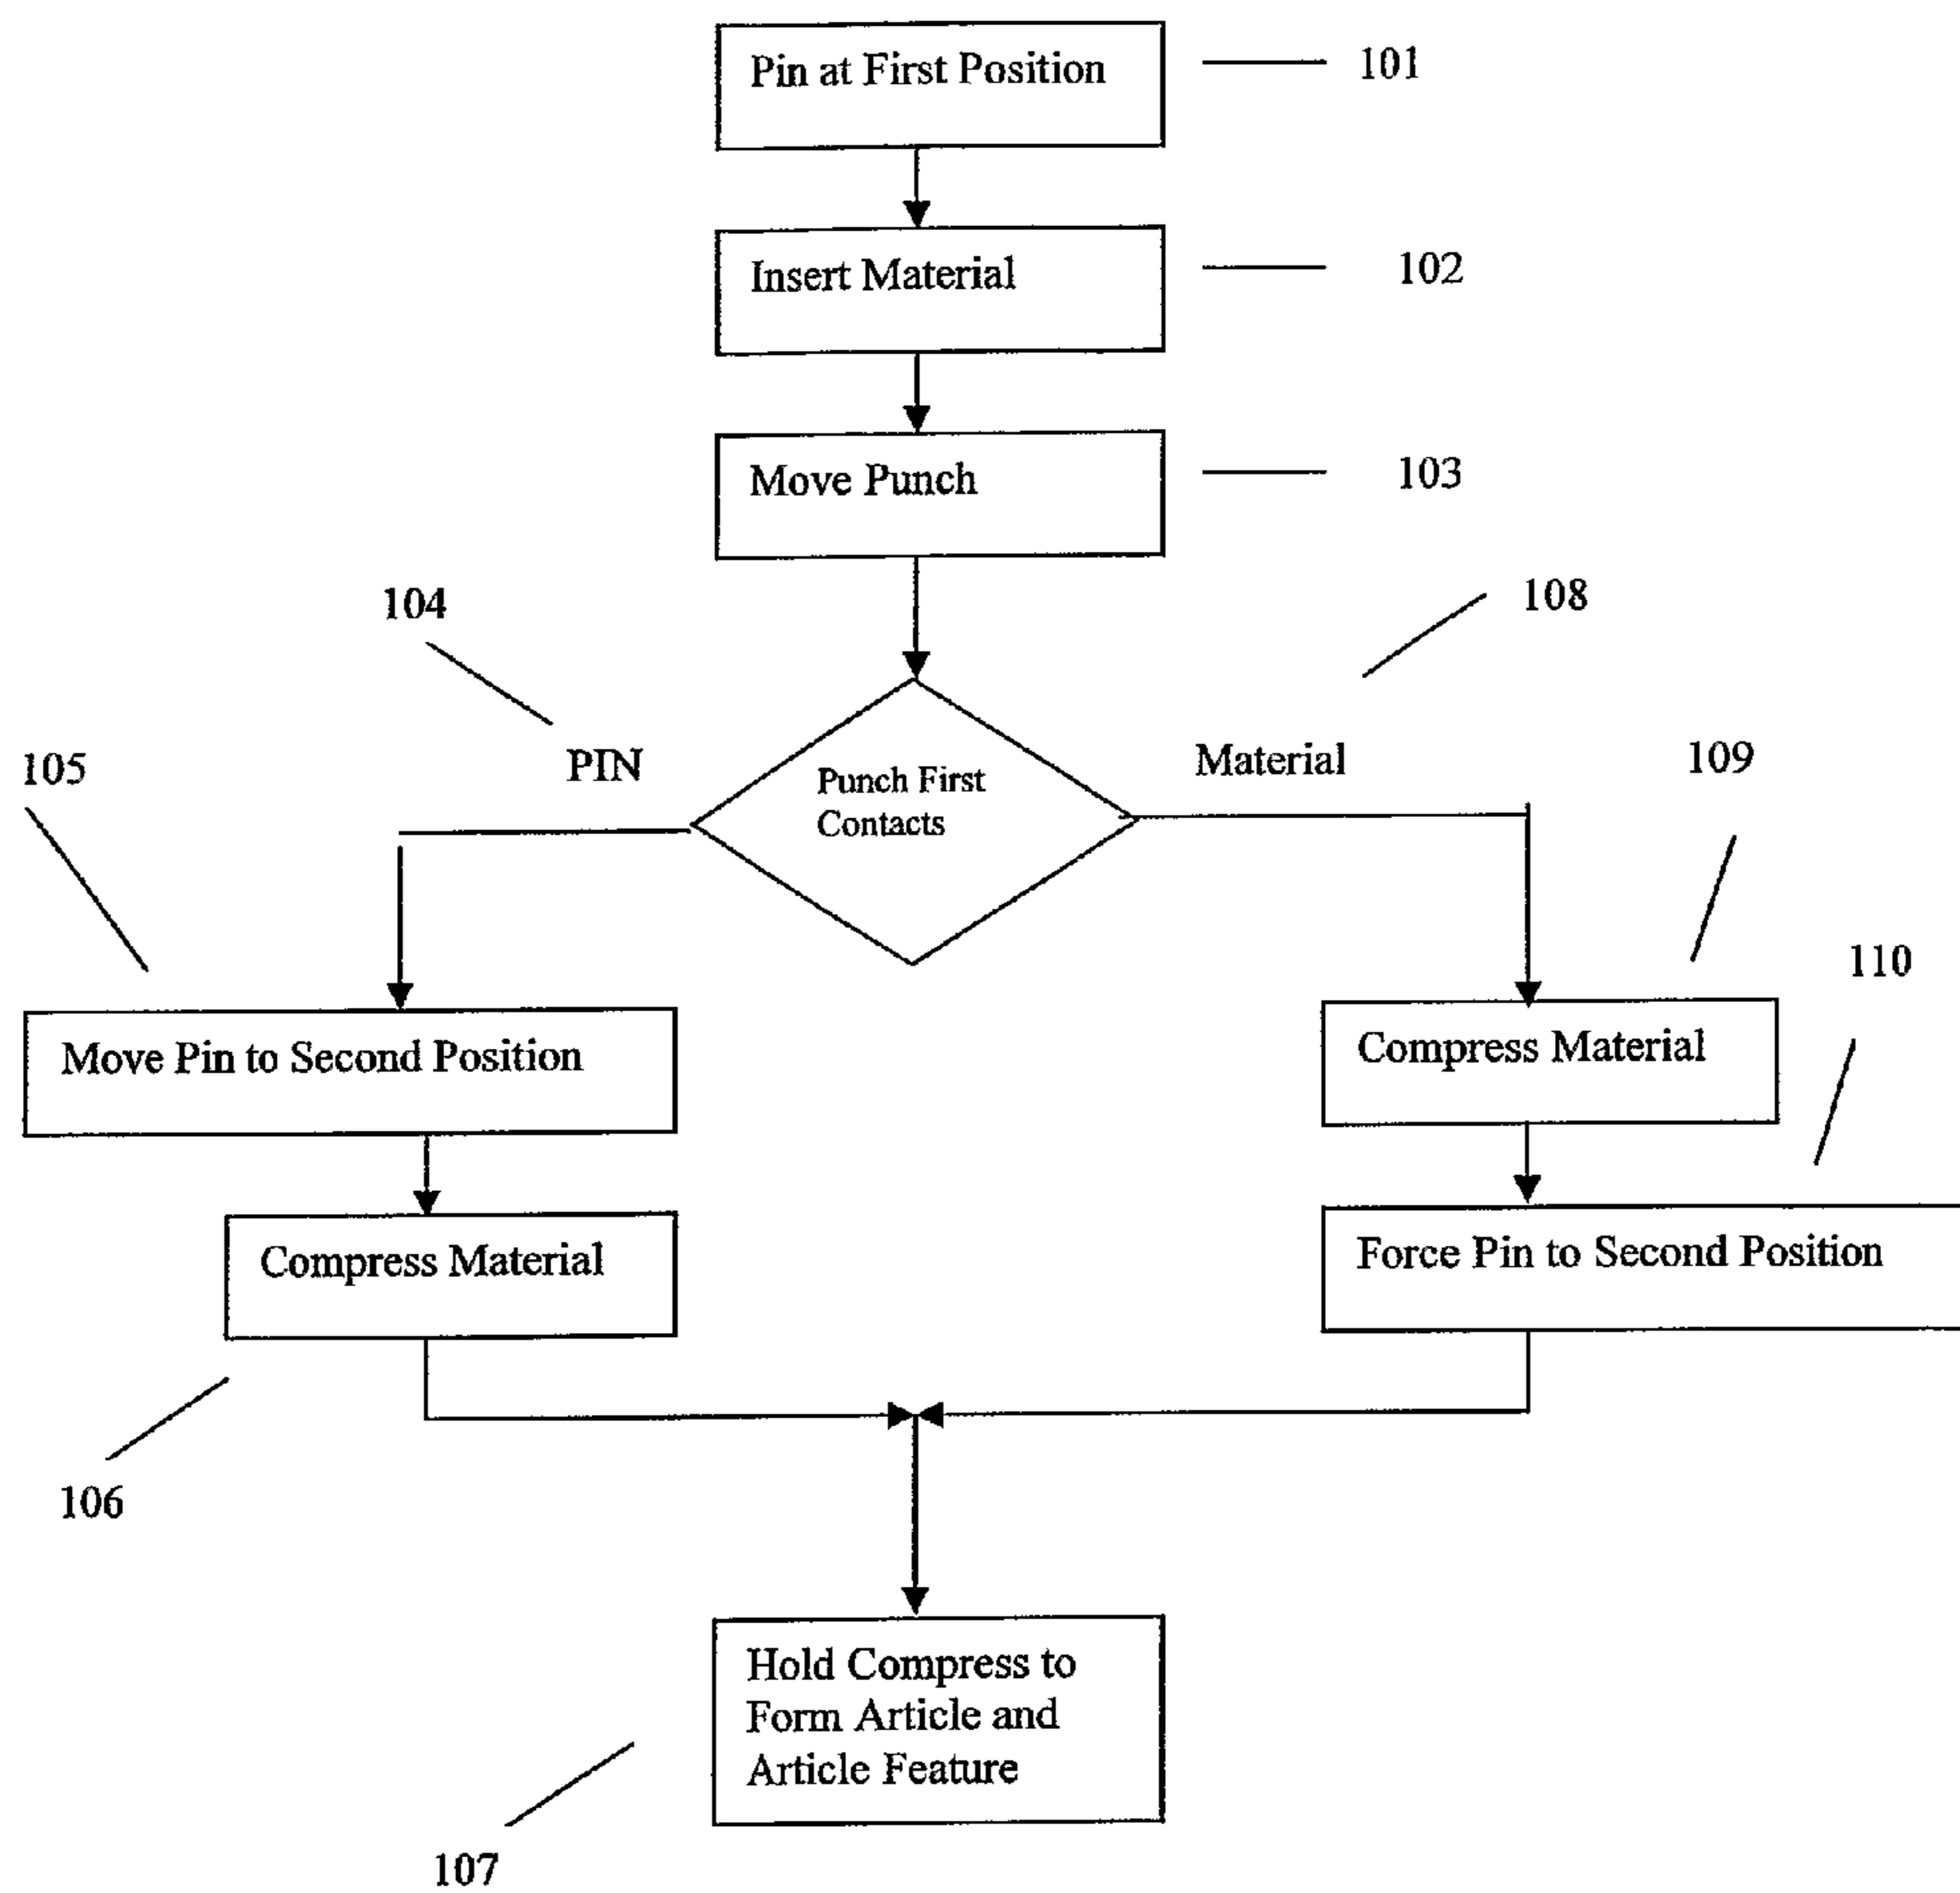 Pin at First Position
101
Insert Material
102
Move Punch
103
104
108
PIN
Punch First
Contacts
Material
105
109
110
Move Pin to Second Position
Compress Material
Compress Material
Force Pin to Second Position
106
Hold Compress to
Form Article and
Article Feature
107